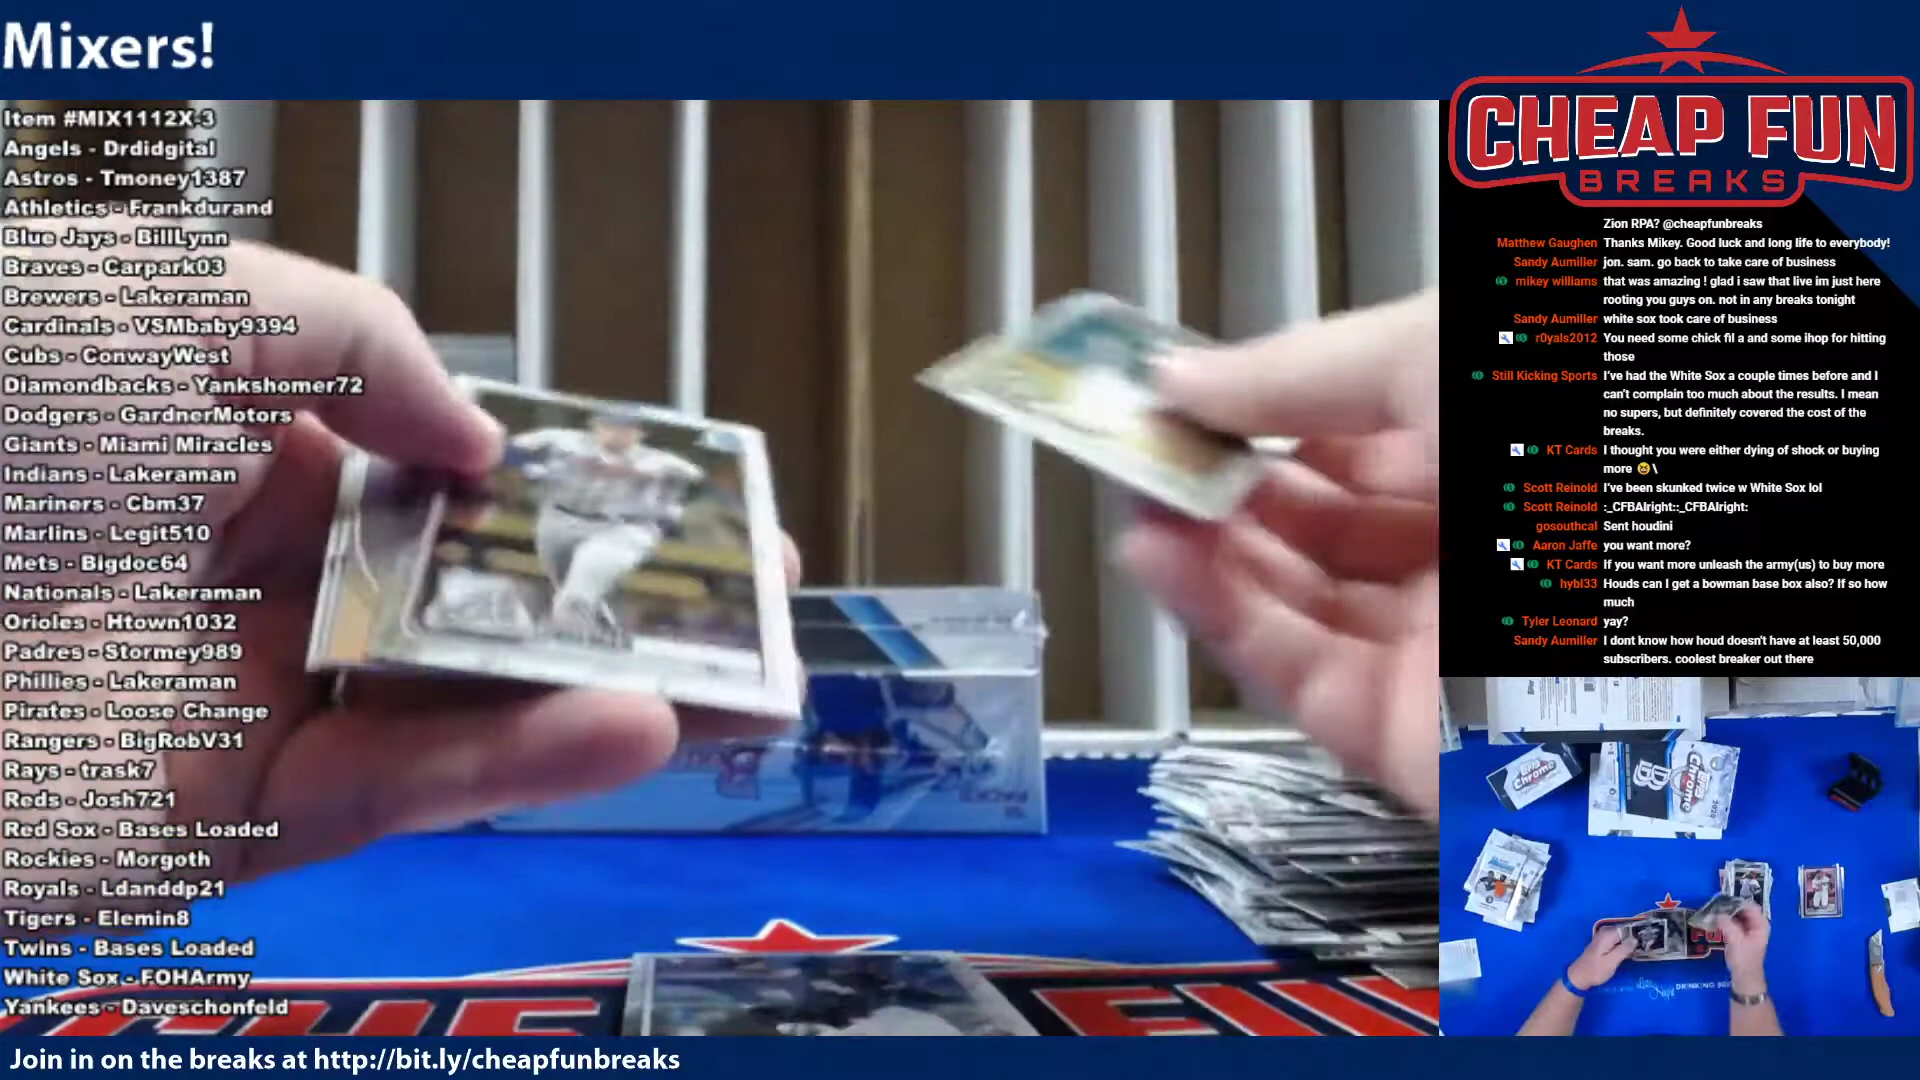 Mixers!
Item #MIX1112X-3
Angels - Drdidgital
Astros - Tmoney1387
Athletics - Frankdurand
Blue Jays - BillLynn
Braves - Carpark03
Brewers - Lakeraman
Cardinals - VSMbaby9394
Cubs - ConwayWest
Diamondbacks - Yankshomer72
Dodgers - GardnerMotors
Giants - Miami Miracles
Indians - Lakeraman
Mariners - Cbm37
Marlins - Legit510
Mets - Bigdoc64
Nationals - Lakeraman
Orioles - Htown1032
Padres - Stormey989
Phillies - Lakeraman
Pirates - Loose Change
Rangers - BigRobV31
Rays - trask7
Reds - Josh721
Red Sox - Bases Loaded
Rockies - Morgoth
Royals - Ldanddp21
Tigers - Elemin8
Twins - Bases Loaded
White Sox - FOHArmy
Yankees - Daveschonfeld
Join in on the breaks at http://bit.ly/cheapfunbreaks
CHEAP FUN
BREAKS
Zion RPA? @cheapfunbreaks
Matthew Gaughen Thanks Mikey. Good luck and long life to everybody!
Sandy Aumiller jon. sam. go back to take care of business
mikey williams that was amazing ! glad i saw that live im just here
rooting you guys on. not in any breaks tonight
Sandy Aumiller white sox took care of business
r0yals2012 You need some chick fil a and some ihop for hitting
those
Still Kicking Sports I've had the White Sox a couple times before and I
can't complain too much about the results. I mean
no supers, but definitely covered the cost of the
breaks.
KT Cards I thought you were either dying of shock or buying
more 😆\
Scott Reinold I've been skunked twice w White Sox lol
Scott Reinold :_CFBAlright::_CFBAlright:
gosouthcal Sent houdini
Aaron Jaffe you want more?
KT Cards If you want more unleash the army(us) to buy more
hybl33 Houds can I get a bowman base box also? If so how
much
Tyler Leonard yay?
Sandy Aumiller I dont know how houd doesn't have at least 50,000
subscribers. coolest breaker out there
Chrome
Chrome